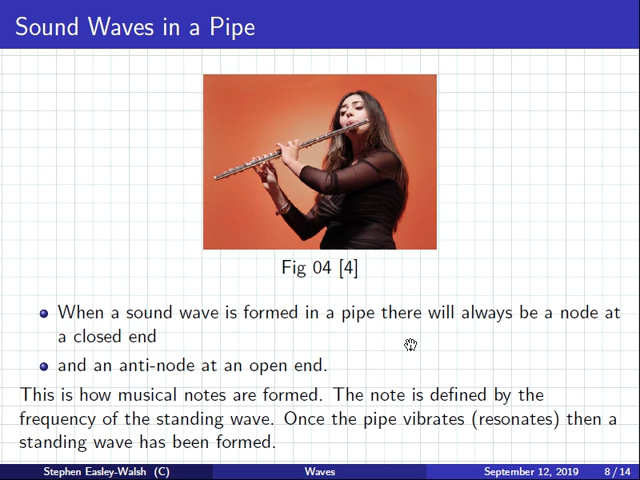 Sound Waves in a Pipe
Fig 04 [4]
When a sound wave is formed in a pipe there will always be a node at
a closed end
and an anti-node at an open end.
This is how musical notes are formed. The note is defined by the
frequency of the standing wave. Once the pipe vibrates (resonates) then a
standing wave has been formed.
Stephen Easley-Walsh (C) Waves September 12, 2019 8 / 14